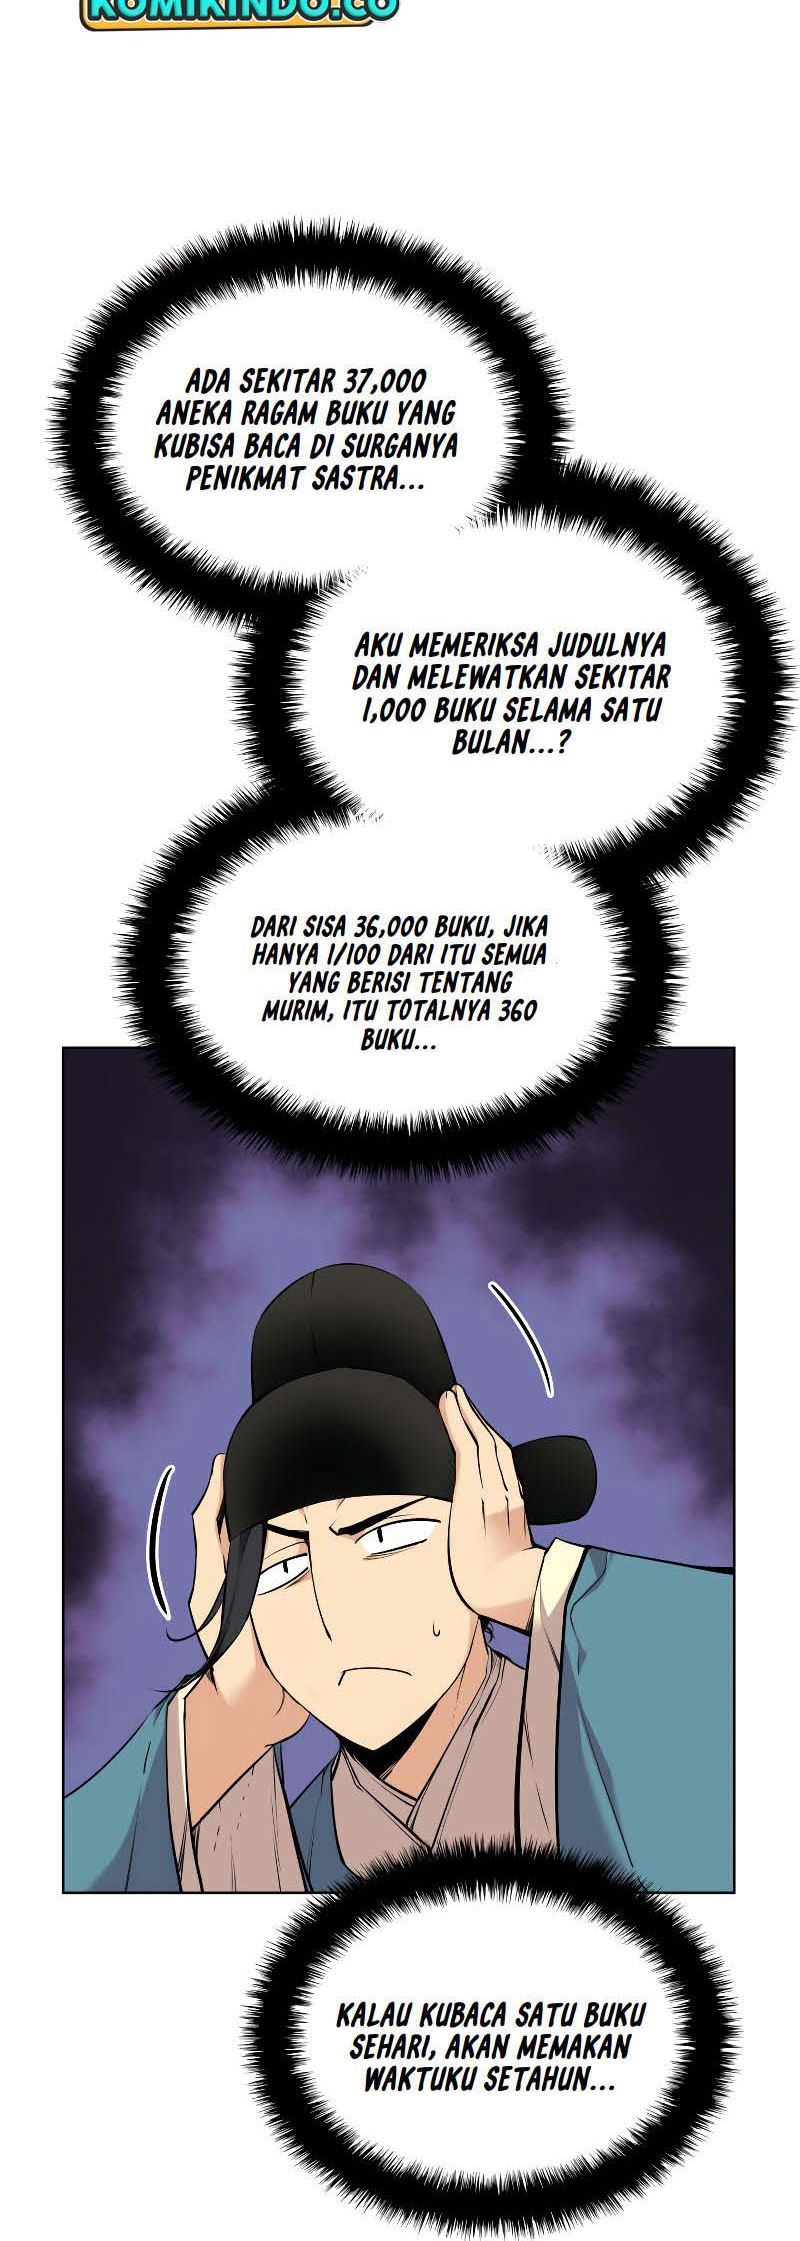 KOMIKINDO.CO
ADA SEKITAR 37,000
ANEKA RAGAM BUKU YANG
KUBISA BACA DI SURGANYA
PENIKMAT SASTRA...
AKU MEMERIKSA JUDULNYA
DAN MELEWATKAN SEKITAR
1,000 BUKU SELAMA SATU
BULAN...?
DARI SISA 36,000 BUKU, JIKA
HANYA 1/100 DARI ITU SEMUA
YANG BERISI TENTANG
MURIM, ITU TOTALNYA 360
BUKU...
KALAU KUBACA SATU BUKU
SEHARI, AKAN MEMAKAN
WAKTUKU SETAHUN...